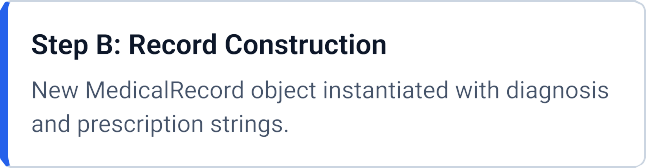 Step B: Record Construction
New MedicalRecord object instantiated with diagnosis
and prescription strings.